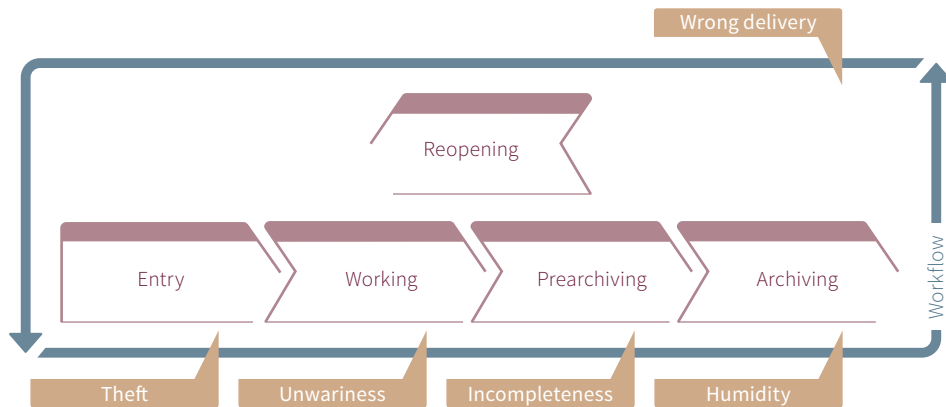 Wrong delivery
Reopening
Entry
Working
Prearchiving
Archiving
Workflow
Theft
Unwariness
Incompleteness
Humidity